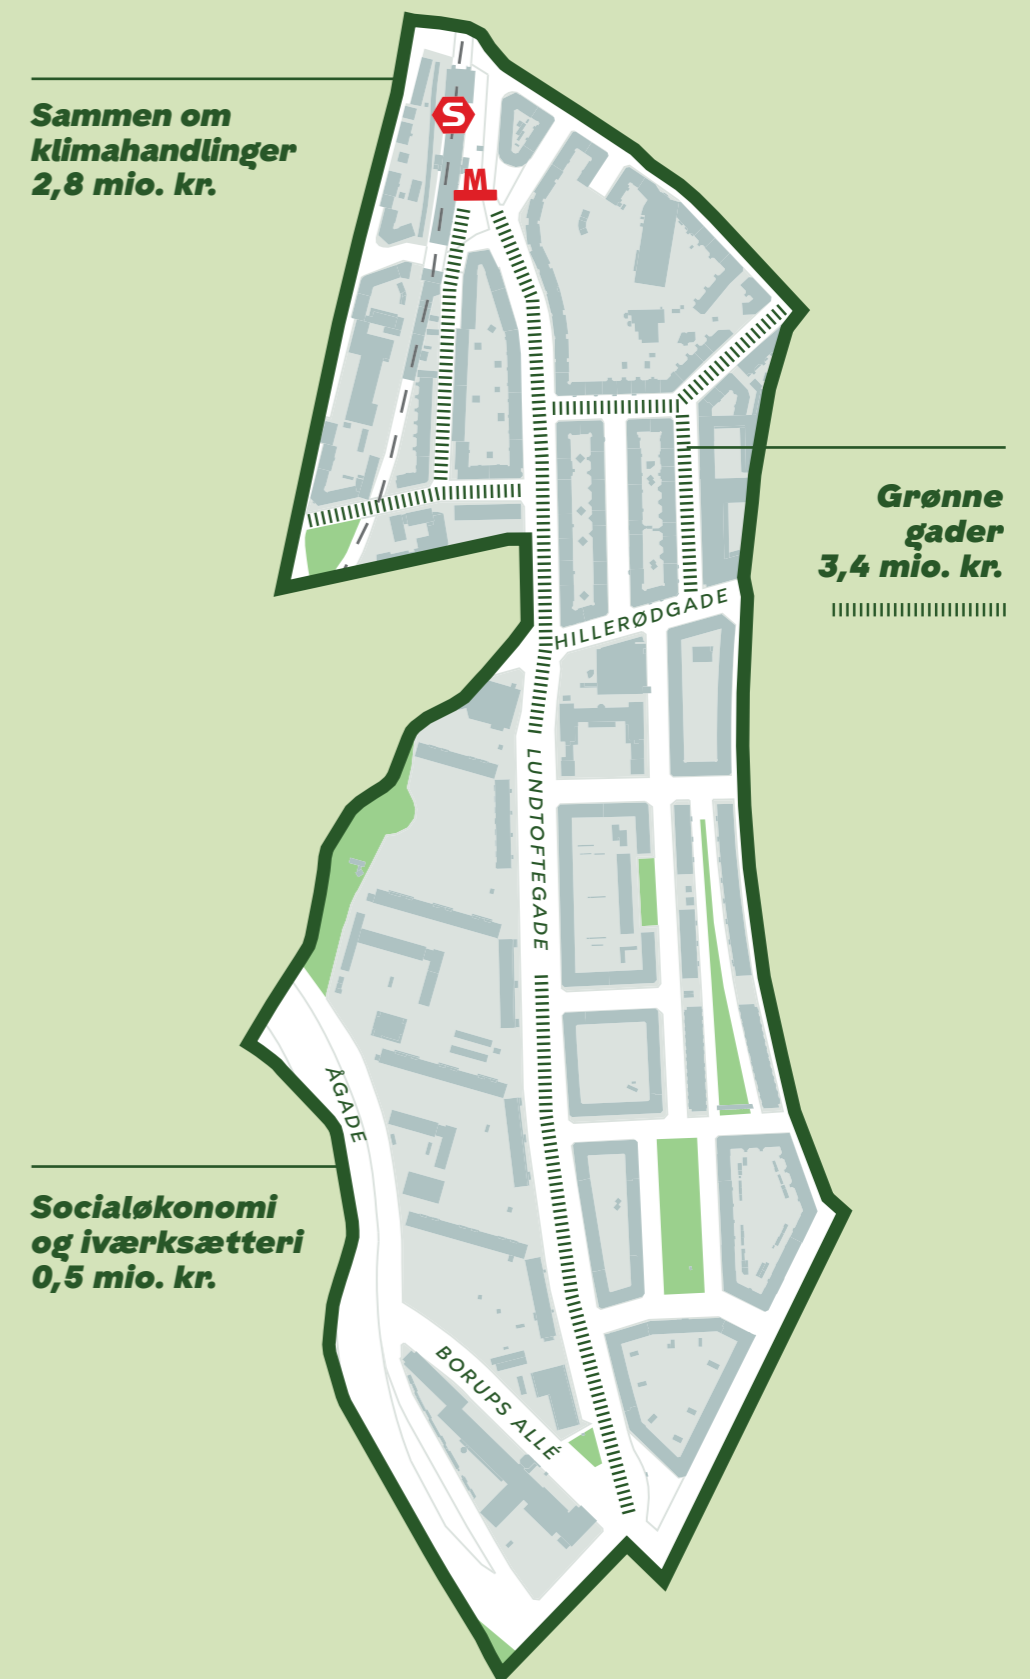 Sammen om
klimahandlinger
2,8 mio. kr.
S
M
Grønne
gader
3,4 mio. kr.
HILLERØDGADE
LUNDTOFTEGADE
ÅGADE
Socialøkonomi
og iværksætteri
0,5 mio. kr.
BORUPS ALLÉ